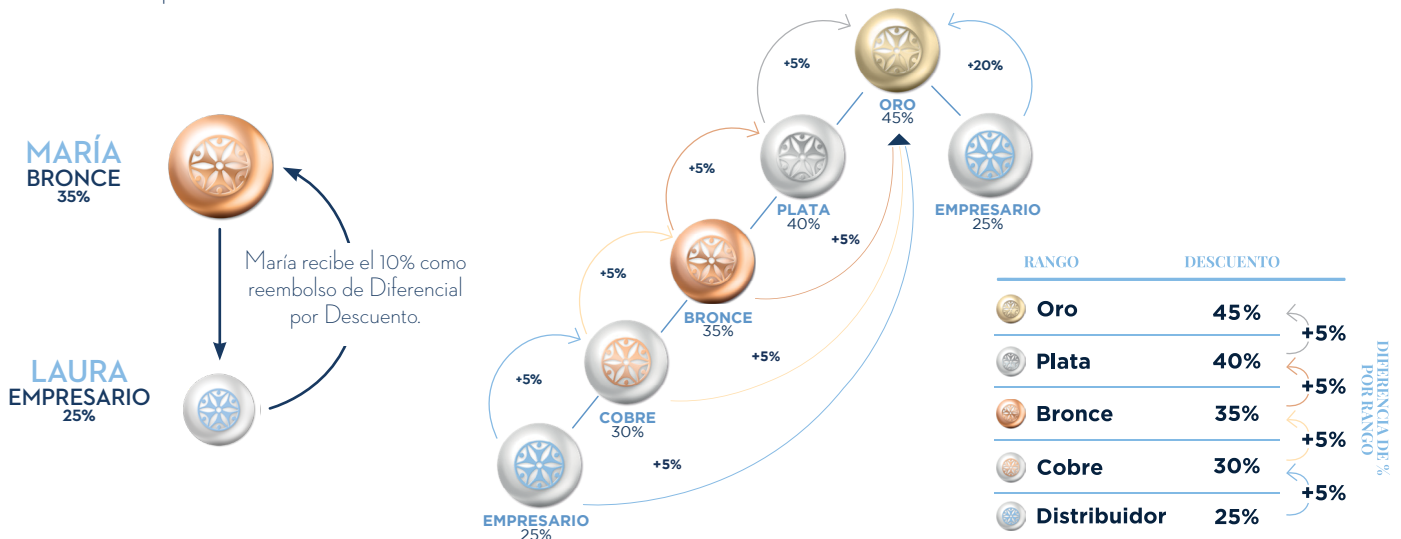 MARÍA
BRONCE
35%
María recibe el 10% como
reembolso de Diferencial
por Descuento.
LAURA
EMPRESARIO
25%
+5%
+20%
ORO
45%
+5%
PLATA
40%
EMPRESARIO
25%
+5%
+5%
BRONCE
35%
+5%
+5%
COBRE
30%
+5%
EMPRESARIO
25%
RANGO DESCUENTO
Oro 45%
+5%
Plata 40%
+5%
Bronce 35%
+5%
Cobre 30%
+5%
Distribuidor 25%
DIFERENCIA DE %
POR RANGO